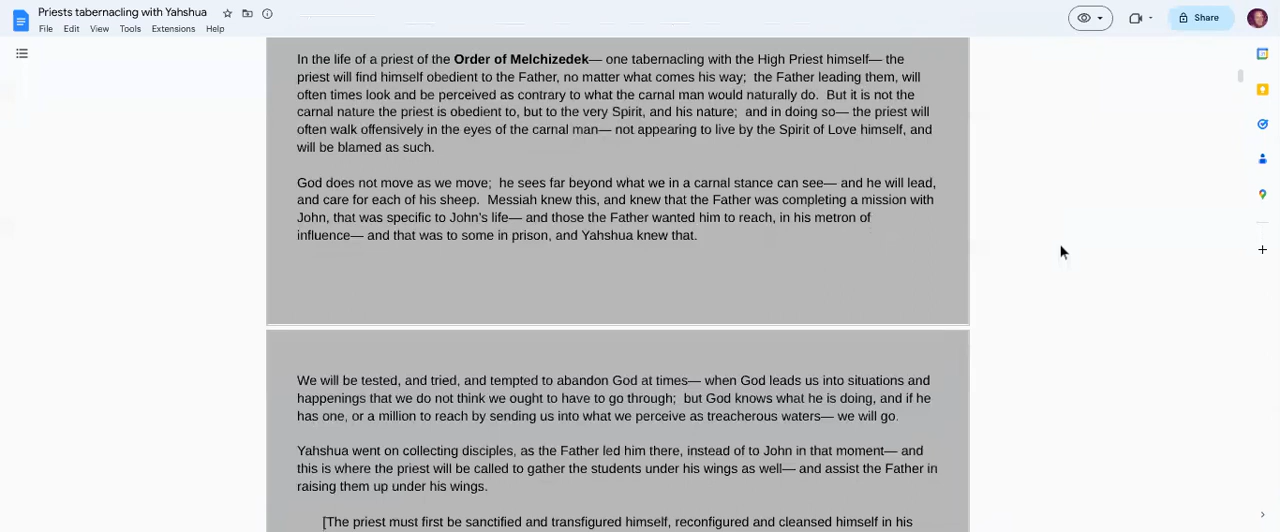 Priests tabernacling with Yahshua
File Edit View Tools Extensions Help
Share
In the life of a priest of the Order of Melchizedek— one tabernacling with the High Priest himself— the
priest will find himself obedient to the Father, no matter what comes his way;  the Father leading them, will
often times look and be perceived as contrary to what the carnal man would naturally do.  But it is not the
carnal nature the priest is obedient to, but to the very Spirit, and his nature;  and in doing so— the priest will
often walk offensively in the eyes of the carnal man— not appearing to live by the Spirit of Love himself, and
will be blamed as such.
God does not move as we move;  he sees far beyond what we in a carnal stance can see— and he will lead,
and care for each of his sheep.  Messiah knew this, and knew that the Father was completing a mission with
John, that was specific to John's life— and those the Father wanted him to reach, in his metron of
influence— and that was to some in prison, and Yahshua knew that.
We will be tested, and tried, and tempted to abandon God at times— when God leads us into situations and
happenings that we do not think we ought to have to go through;  but God knows what he is doing, and if he
has one, or a million to reach by sending us into what we perceive as treacherous waters— we will go.
Yahshua went on collecting disciples, as the Father led him there, instead of to John in that moment— and
this is where the priest will be called to gather the students under his wings as well— and assist the Father in
raising them up under his wings.
[The priest must first be sanctified and transfigured himself, reconfigured and cleansed himself in his